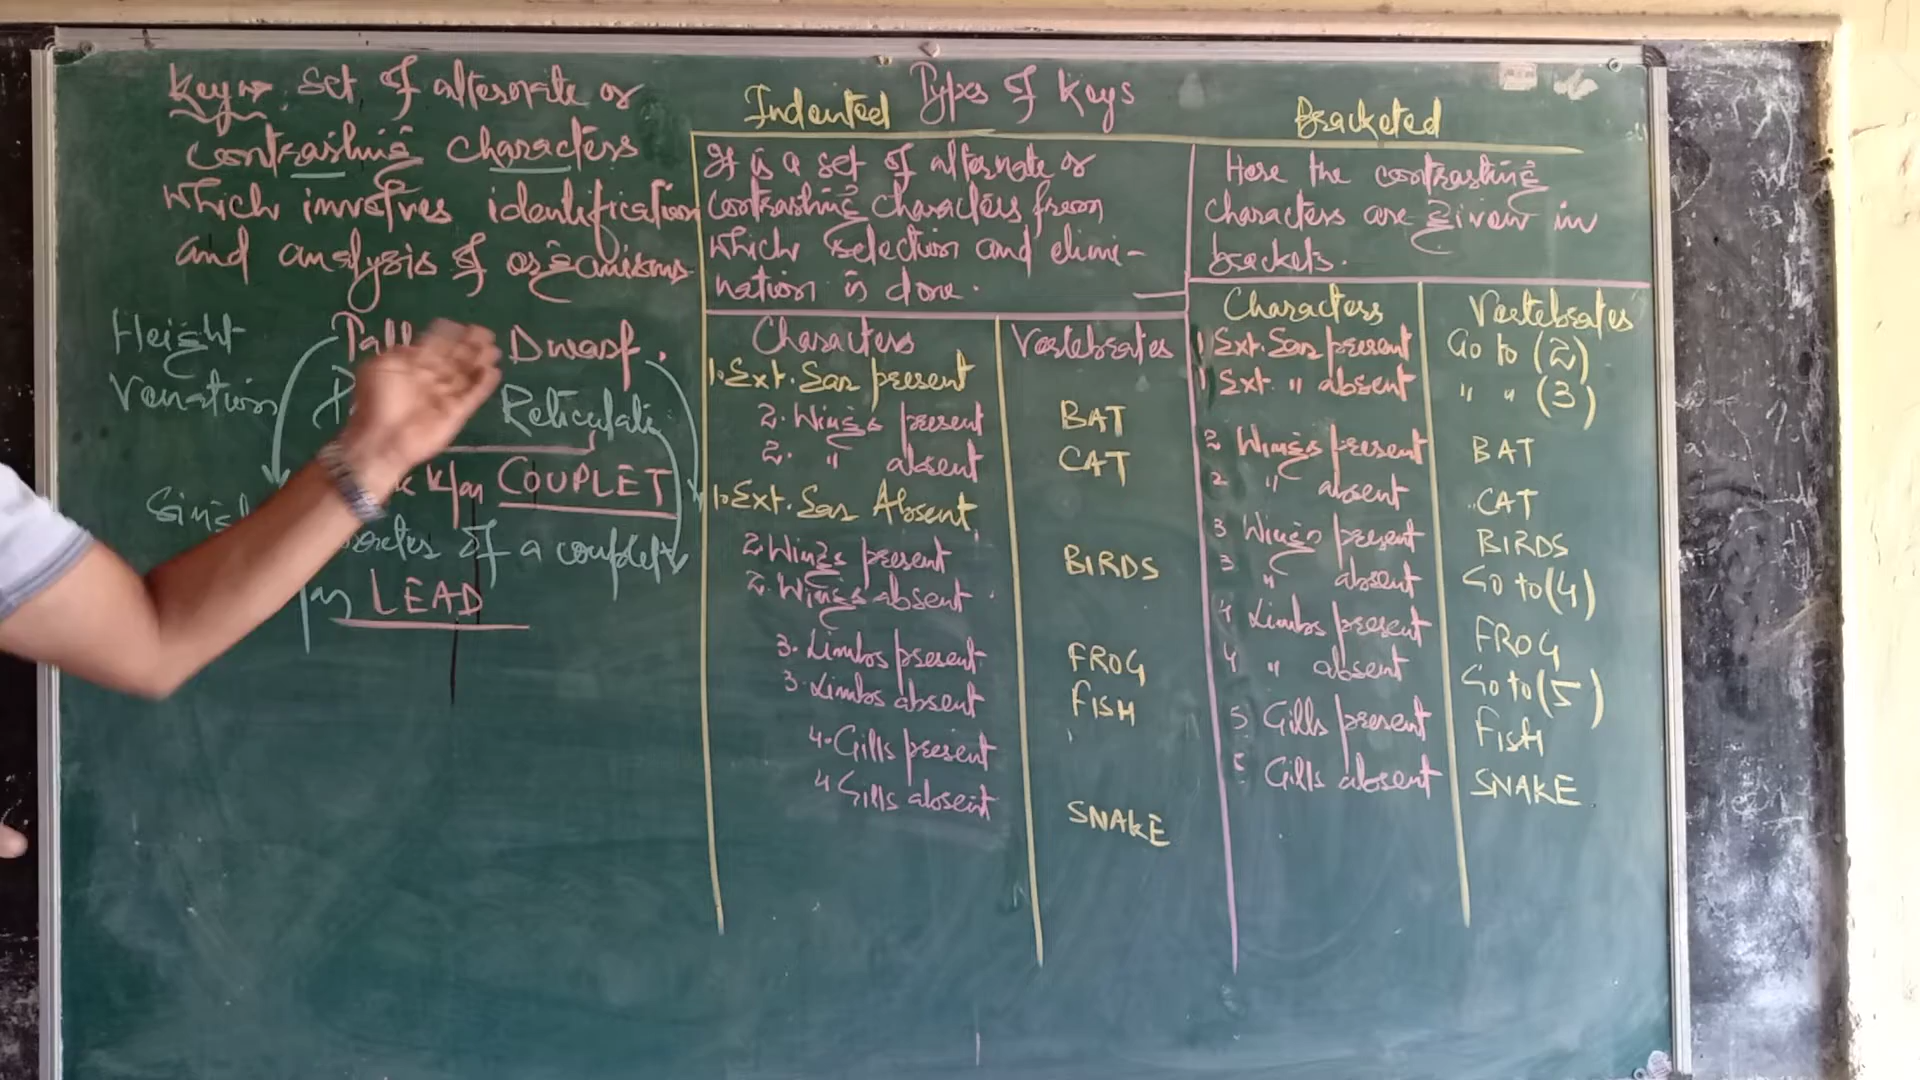 Key → Set of alternate or
contrasting characters
which involves identification
and analysis of organisms
Height Tall Dwarf.
Venation Reticulate
k/as COUPLET
of a couplet
LEAD
Types of Keys
Indented
It is a set of alternate or
contrasting characters from
which selection and elimi-
nation is done.
Characters Vertebrates
1. Ext. Ear present
2. Wings present BAT
2. " absent CAT
1. Ext. Ear Absent
2 Wings present BIRDS
2. Wings absent
3. Limbs present FROG
3. Limbs absent FISH
4. Gills present
4 Gills absent SNAKE
Bracketed
Here the contrasting
characters are given in
brackets.
Characters Vertebrates
1 Ext. Ear present Go to (2)
1 Ext. " absent " " (3)
2 Wings present BAT
2 " absent CAT
3 Wings present BIRDS
3 " absent Go to (4)
4 Limbs present FROG
4 " absent Go to (5)
5 Gills present FISH
5 Gills absent SNAKE